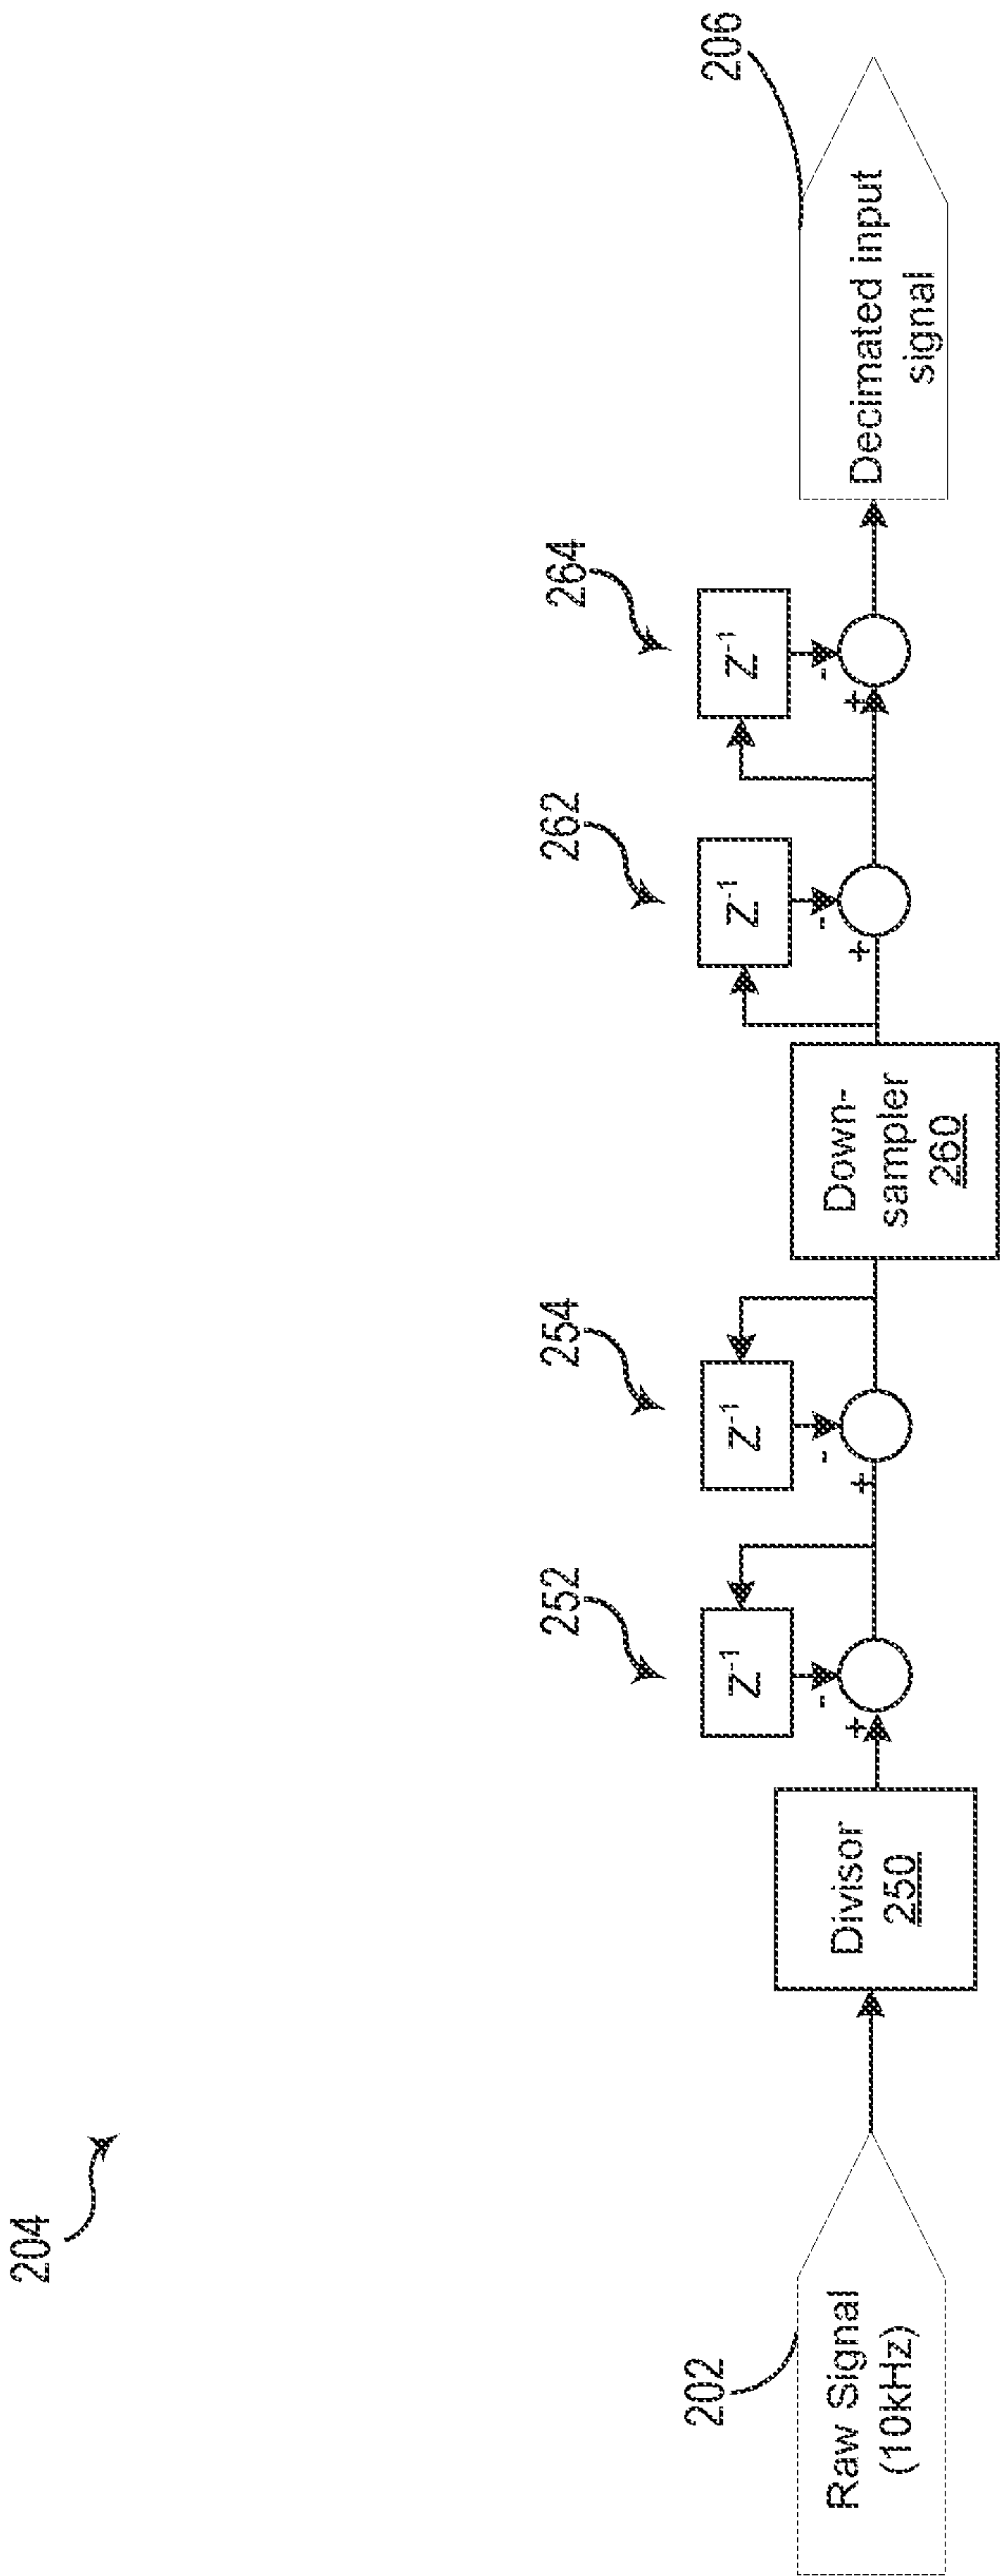 204
202
Raw Signal
(10kHz)
Divisor
250
252
Z-1
-
+
254
Z-1
-
+
Down-
sampler
260
262
Z-1
-
+
264
Z-1
-
+
206
Decimated input
signal